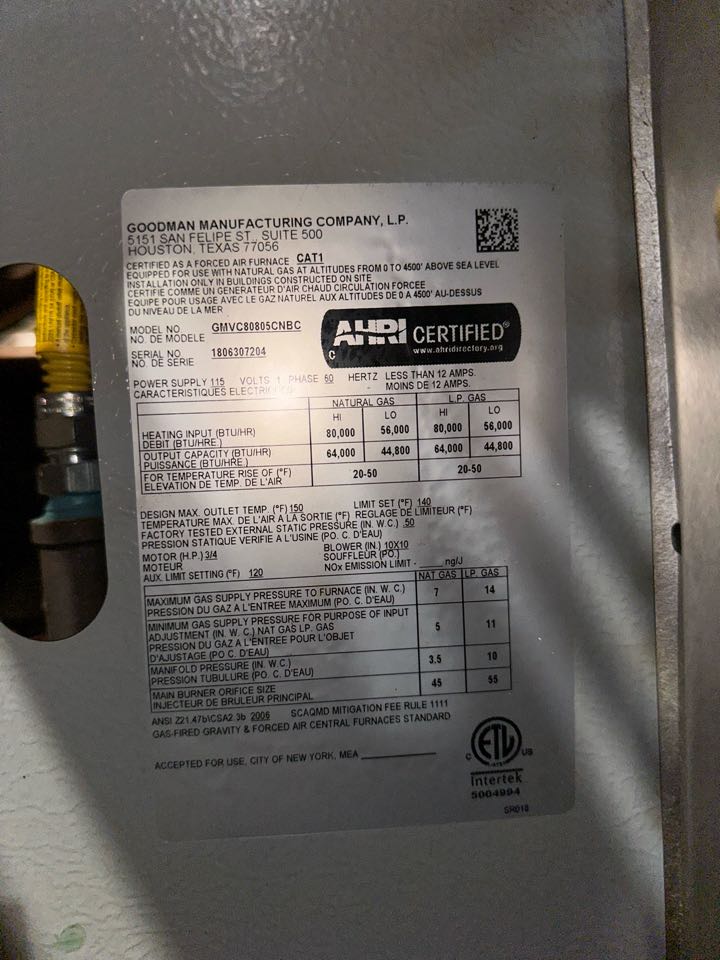 GOODMAN MANUFACTURING COMPANY, L.P.
5151 SAN FELIPE ST., SUITE 500
HOUSTON, TEXAS 77056
CERTIFIED AS A FORCED AIR FURNACE CAT1
EQUIPPED FOR USE WITH NATURAL GAS AT ALTITUDES FROM 0 TO 4500' ABOVE SEA LEVEL
INSTALLATION ONLY IN BUILDINGS CONSTRUCTED ON SITE
CERTIFIE COMME UN GENERATEUR D'AIR CHAUD CIRCULATION FORCEE
EQUIPE POUR USAGE AVEC LE GAZ NATUREL AUX ALTITUDES DE 0 A 4500' AU-DESSUS
DU NIVEAU DE LA MER
MODEL NO GMVC80805CNBC
NO. DE MODELE
SERIAL NO 1806307204
NO. DE SERIE
C AHRI CERTIFIED®
www.ahridirectory.org
POWER SUPPLY 115 VOLTS 1 PHASE 60 HERTZ LESS THAN 12 AMPS.
CARACTERISTIQUES - MOINS DE 12 AMPS.
NATURAL GAS L.P. GAS
HI LO HI LO
HEATING INPUT (BTU/HR) 80,000 56,000 80,000 56,000
DEBIT (BTU/HRE.)
OUTPUT CAPACITY (BTU/HR) 64,000 44,800 64,000 44,800
PUISSANCE (BTU/HRE.)
FOR TEMPERATURE RISE OF (°F) 20-50 20-50
ELEVATION DE TEMP. DE L'AIR
DESIGN MAX. OUTLET TEMP. (°F) 150 LIMIT SET (°F) 140
TEMPERATURE MAX. DE L'AIR A LA SORTIE (°F) REGLAGE DE LIMITEUR (°F)
FACTORY TESTED EXTERNAL STATIC PRESSURE (IN. W.C.) .50
PRESSION STATIQUE VERIFIE A L'USINE (PO. C. D'EAU)
MOTOR (H.P.) 3/4 BLOWER (IN.) 10X10
MOTEUR SOUFFLEUR (PO.)
AUX. LIMIT SETTING (°F) 120 NOx EMISSION LIMIT - ____ ng/J
NAT GAS LP. GAS
MAXIMUM GAS SUPPLY PRESSURE TO FURNACE (IN. W. C.) 7 14
PRESSION DU GAZ A L'ENTREE MAXIMUM (PO. C. D'EAU)
MINIMUM GAS SUPPLY PRESSURE FOR PURPOSE OF INPUT 5 11
ADJUSTMENT (IN. W. C.) NAT GAS LP. GAS
PRESSION DU GAZ A L'ENTREE POUR L'OBJET
D'AJUSTAGE (PO C. D'EAU)
MANIFOLD PRESSURE (IN. W.C.) 3.5 10
PRESSION TUBULURE (PO. C. D'EAU)
MAIN BURNER ORIFICE SIZE 45 55
INJECTEUR DE BRULEUR PRINCIPAL
ANSI Z21.47b\CSA2.3b 2006 SCAQMD MITIGATION FEE RULE 1111
GAS-FIRED GRAVITY & FORCED AIR CENTRAL FURNACES STANDARD
ACCEPTED FOR USE, CITY OF NEW YORK, MEA ____
C ETL US
Intertek
5004994
SR018